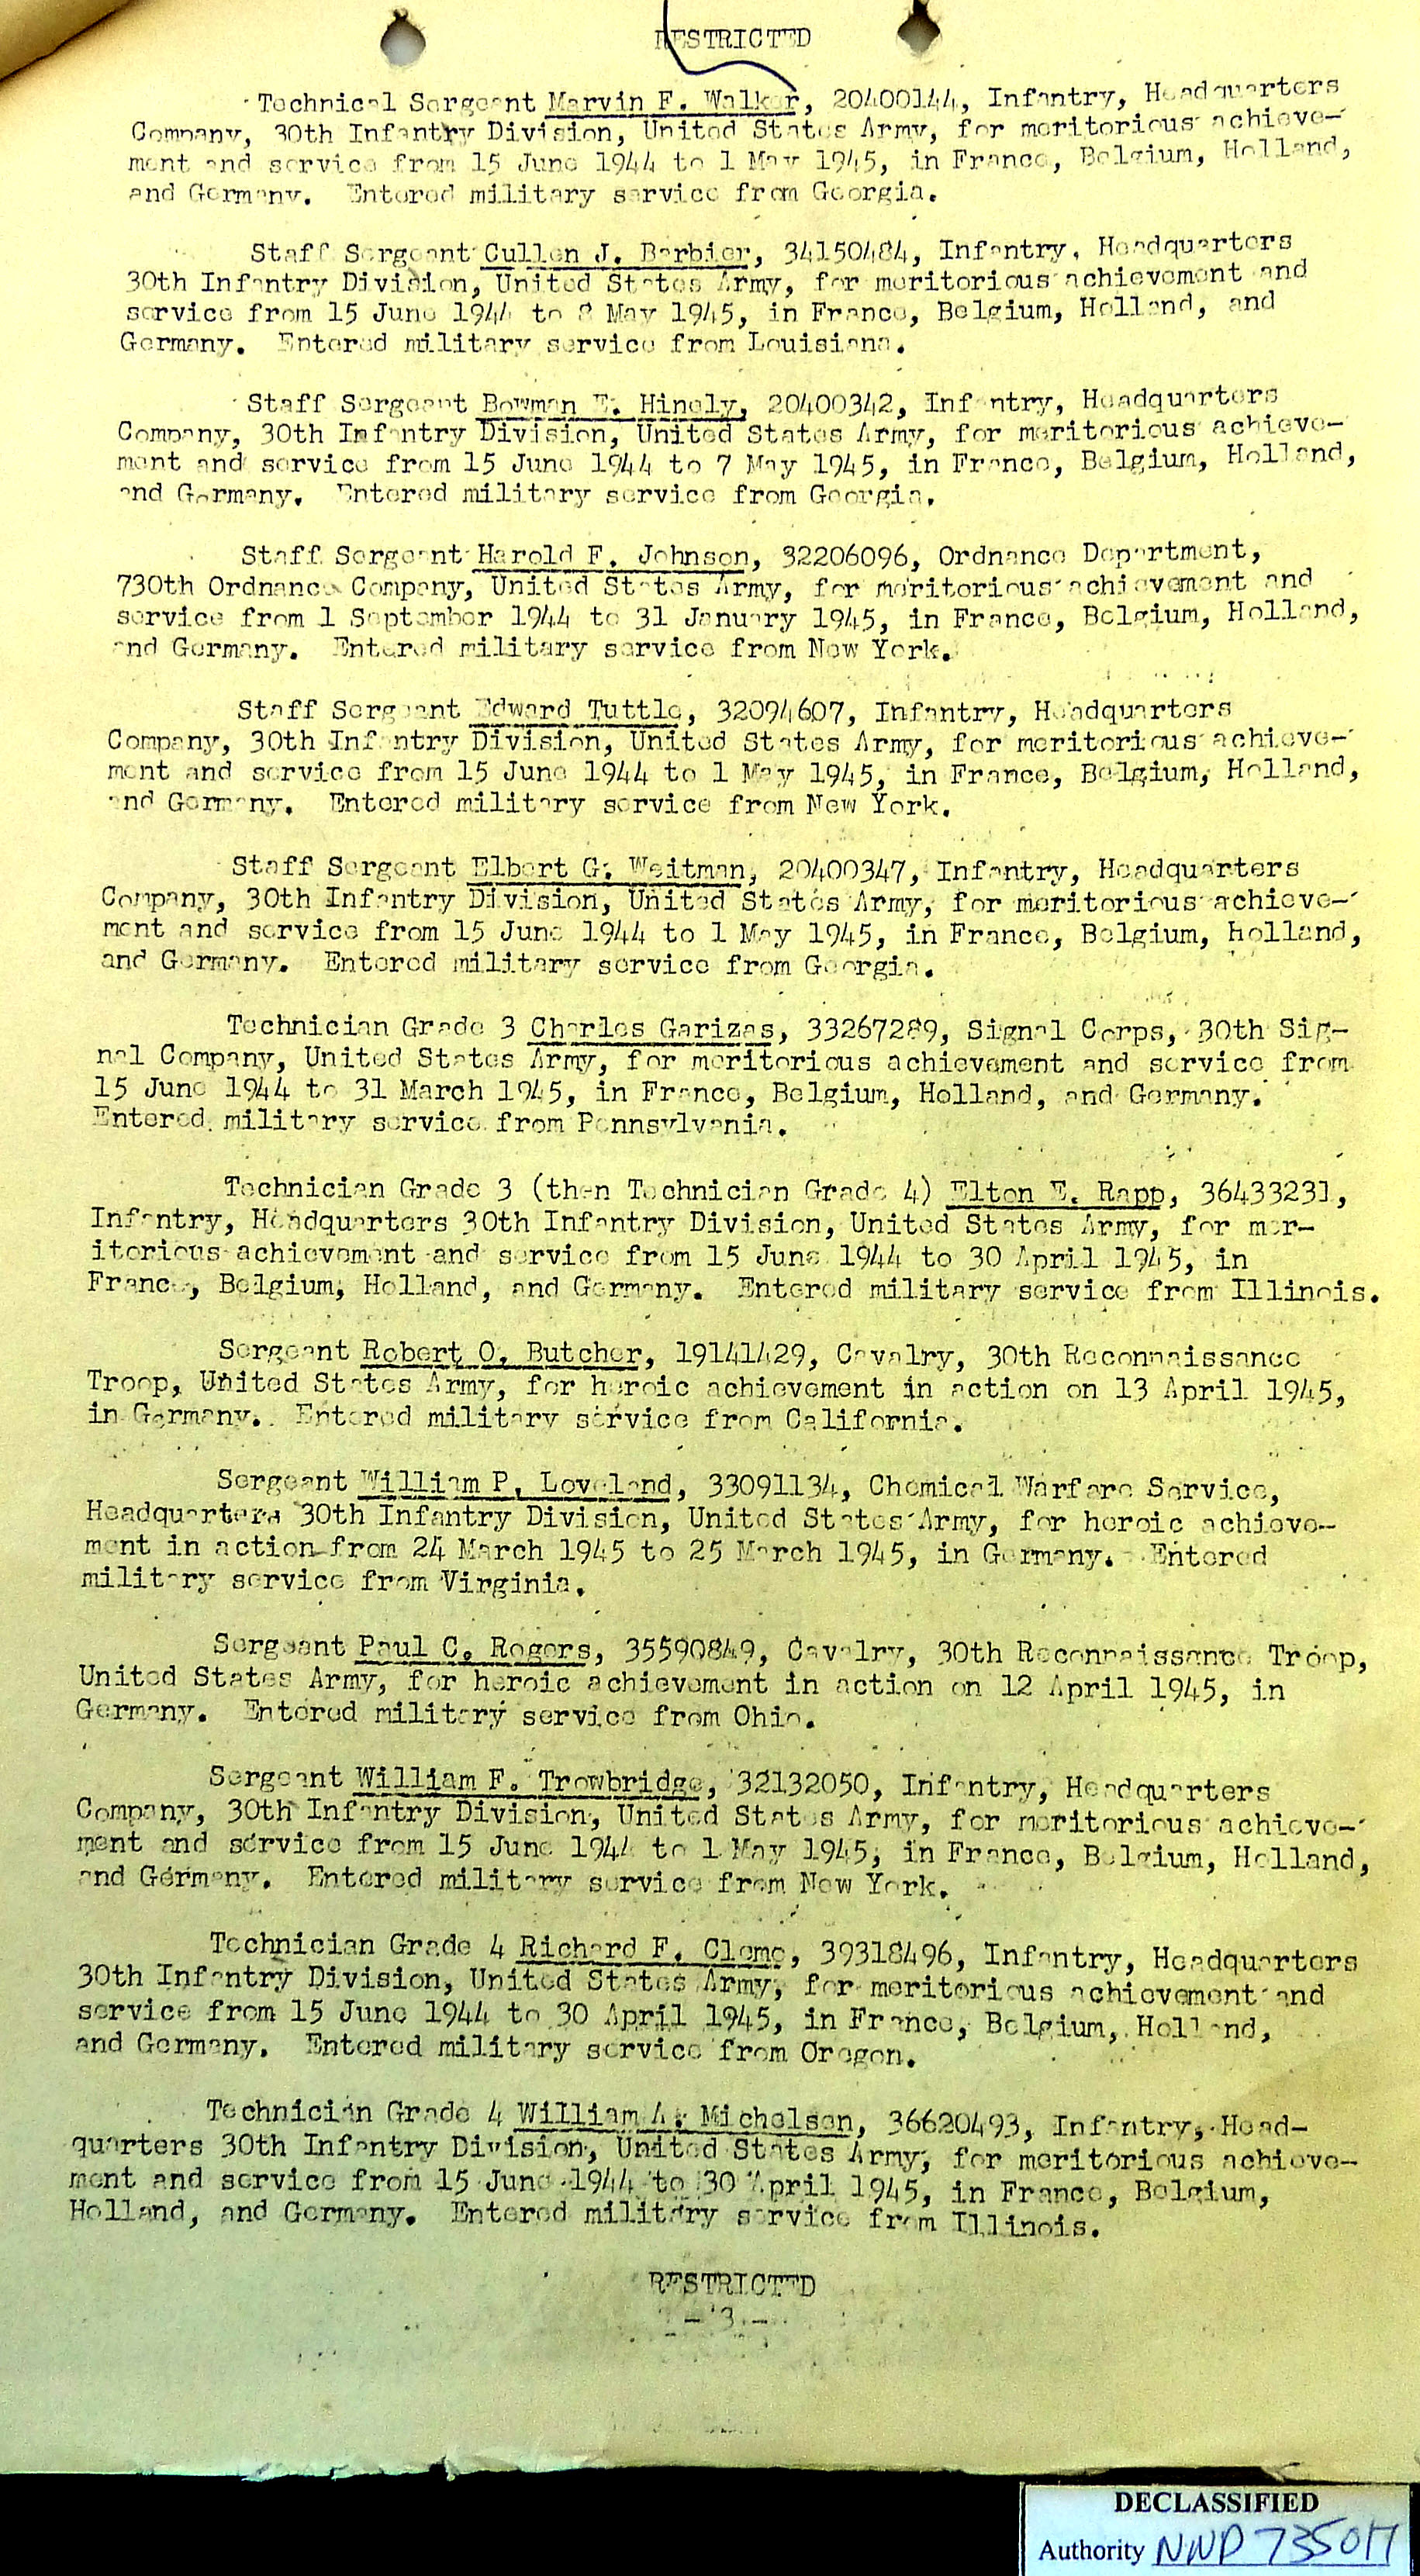 RESTRICTED
Technical Sergeant Marvin F. Walker, 20400144, Infantry, Headquarters
Company, 30th Infantry Division, United States Army, for meritorious achieve-
ment and service from 15 June 1944 to 1 May 1945, in France, Belgium, Holland,
and Germany. Entered military service from Georgia.
Staff Sergeant Cullen J. Barbier, 34150484, Infantry, Headquarters
30th Infantry Division, United States Army, for meritorious achievement and
service from 15 June 1944 to 8 May 1945, in France, Belgium, Holland, and
Germany. Entered military service from Louisiana.
Staff Sergeant Bowman E. Hinely, 20400342, Infantry, Headquarters
Company, 30th Infantry Division, United States Army, for meritorious achieve-
ment and service from 15 June 1944 to 7 May 1945, in France, Belgium, Holland,
and Germany. Entered military service from Georgia.
Staff Sergeant Harold F. Johnson, 32206096, Ordnance Department,
730th Ordnance Company, United States Army, for meritorious achievement and
service from 1 September 1944 to 31 January 1945, in France, Belgium, Holland,
and Germany. Entered military service from New York.
Staff Sergeant Edward Tuttle, 32094607, Infantry, Headquarters
Company, 30th Infantry Division, United States Army, for meritorious achieve-
ment and service from 15 June 1944 to 1 May 1945, in France, Belgium, Holland,
and Germany. Entered military service from New York.
Staff Sergeant Elbert G. Weitman, 20400347, Infantry, Headquarters
Company, 30th Infantry Division, United States Army, for meritorious achieve-
ment and service from 15 June 1944 to 1 May 1945, in France, Belgium, Holland,
and Germany. Entered military service from Georgia.
Technician Grade 3 Charles Garizas, 33267289, Signal Corps, 30th Sig-
nal Company, United States Army, for meritorious achievement and service from
15 June 1944 to 31 March 1945, in France, Belgium, Holland, and Germany.
Entered military service from Pennsylvania.
Technician Grade 3 (then Technician Grade 4) Elton E. Rapp, 36433231,
Infantry, Headquarters 30th Infantry Division, United States Army, for mer-
itorious achievement and service from 15 June 1944 to 30 April 1945, in
France, Belgium, Holland, and Germany. Entered military service from Illinois.
Sergeant Robert O. Butcher, 19141429, Cavalry, 30th Reconnaissance
Troop, United States Army, for heroic achievement in action on 13 April 1945,
in Germany. Entered military service from California.
Sergeant William P. Loveland, 33091134, Chemical Warfare Service,
Headquarters 30th Infantry Division, United States Army, for heroic achieve-
ment in action from 24 March 1945 to 25 March 1945, in Germany. Entered
military service from Virginia.
Sergeant Paul C. Rogers, 35590849, Cavalry, 30th Reconnaissance Troop,
United States Army, for heroic achievement in action on 12 April 1945, in
Germany. Entered military service from Ohio.
Sergeant William F. Trowbridge, 32132050, Infantry, Headquarters
Company, 30th Infantry Division, United States Army, for meritorious achieve-
ment and service from 15 June 1944 to 1 May 1945, in France, Belgium, Holland,
and Germany. Entered military service from New York.
Technician Grade 4 Richard F. Cleme, 39318496, Infantry, Headquarters
30th Infantry Division, United States Army, for meritorious achievement and
service from 15 June 1944 to 30 April 1945, in France, Belgium, Holland,
and Germany. Entered military service from Oregon.
Technician Grade 4 William A. Micholson, 36620493, Infantry, Head-
quarters 30th Infantry Division, United States Army, for meritorious achieve-
ment and service from 15 June 1944 to 30 April 1945, in France, Belgium,
Holland, and Germany. Entered military service from Illinois.
RESTRICTED
- 3 -
DECLASSIFIED
Authority NND 735017